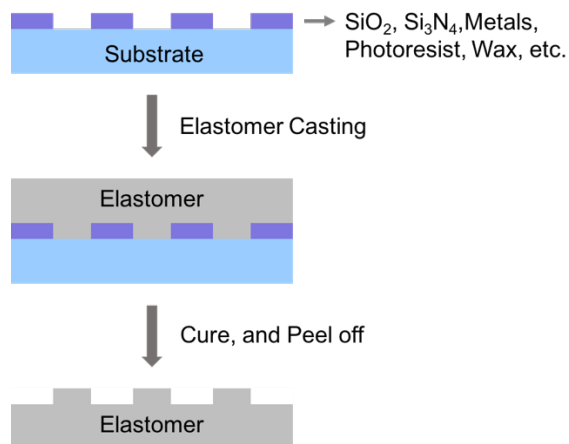 SiO₂, Si₃N₄,Metals,
Photoresist, Wax, etc.
Substrate
Elastomer Casting
Elastomer
Cure, and Peel off
Elastomer